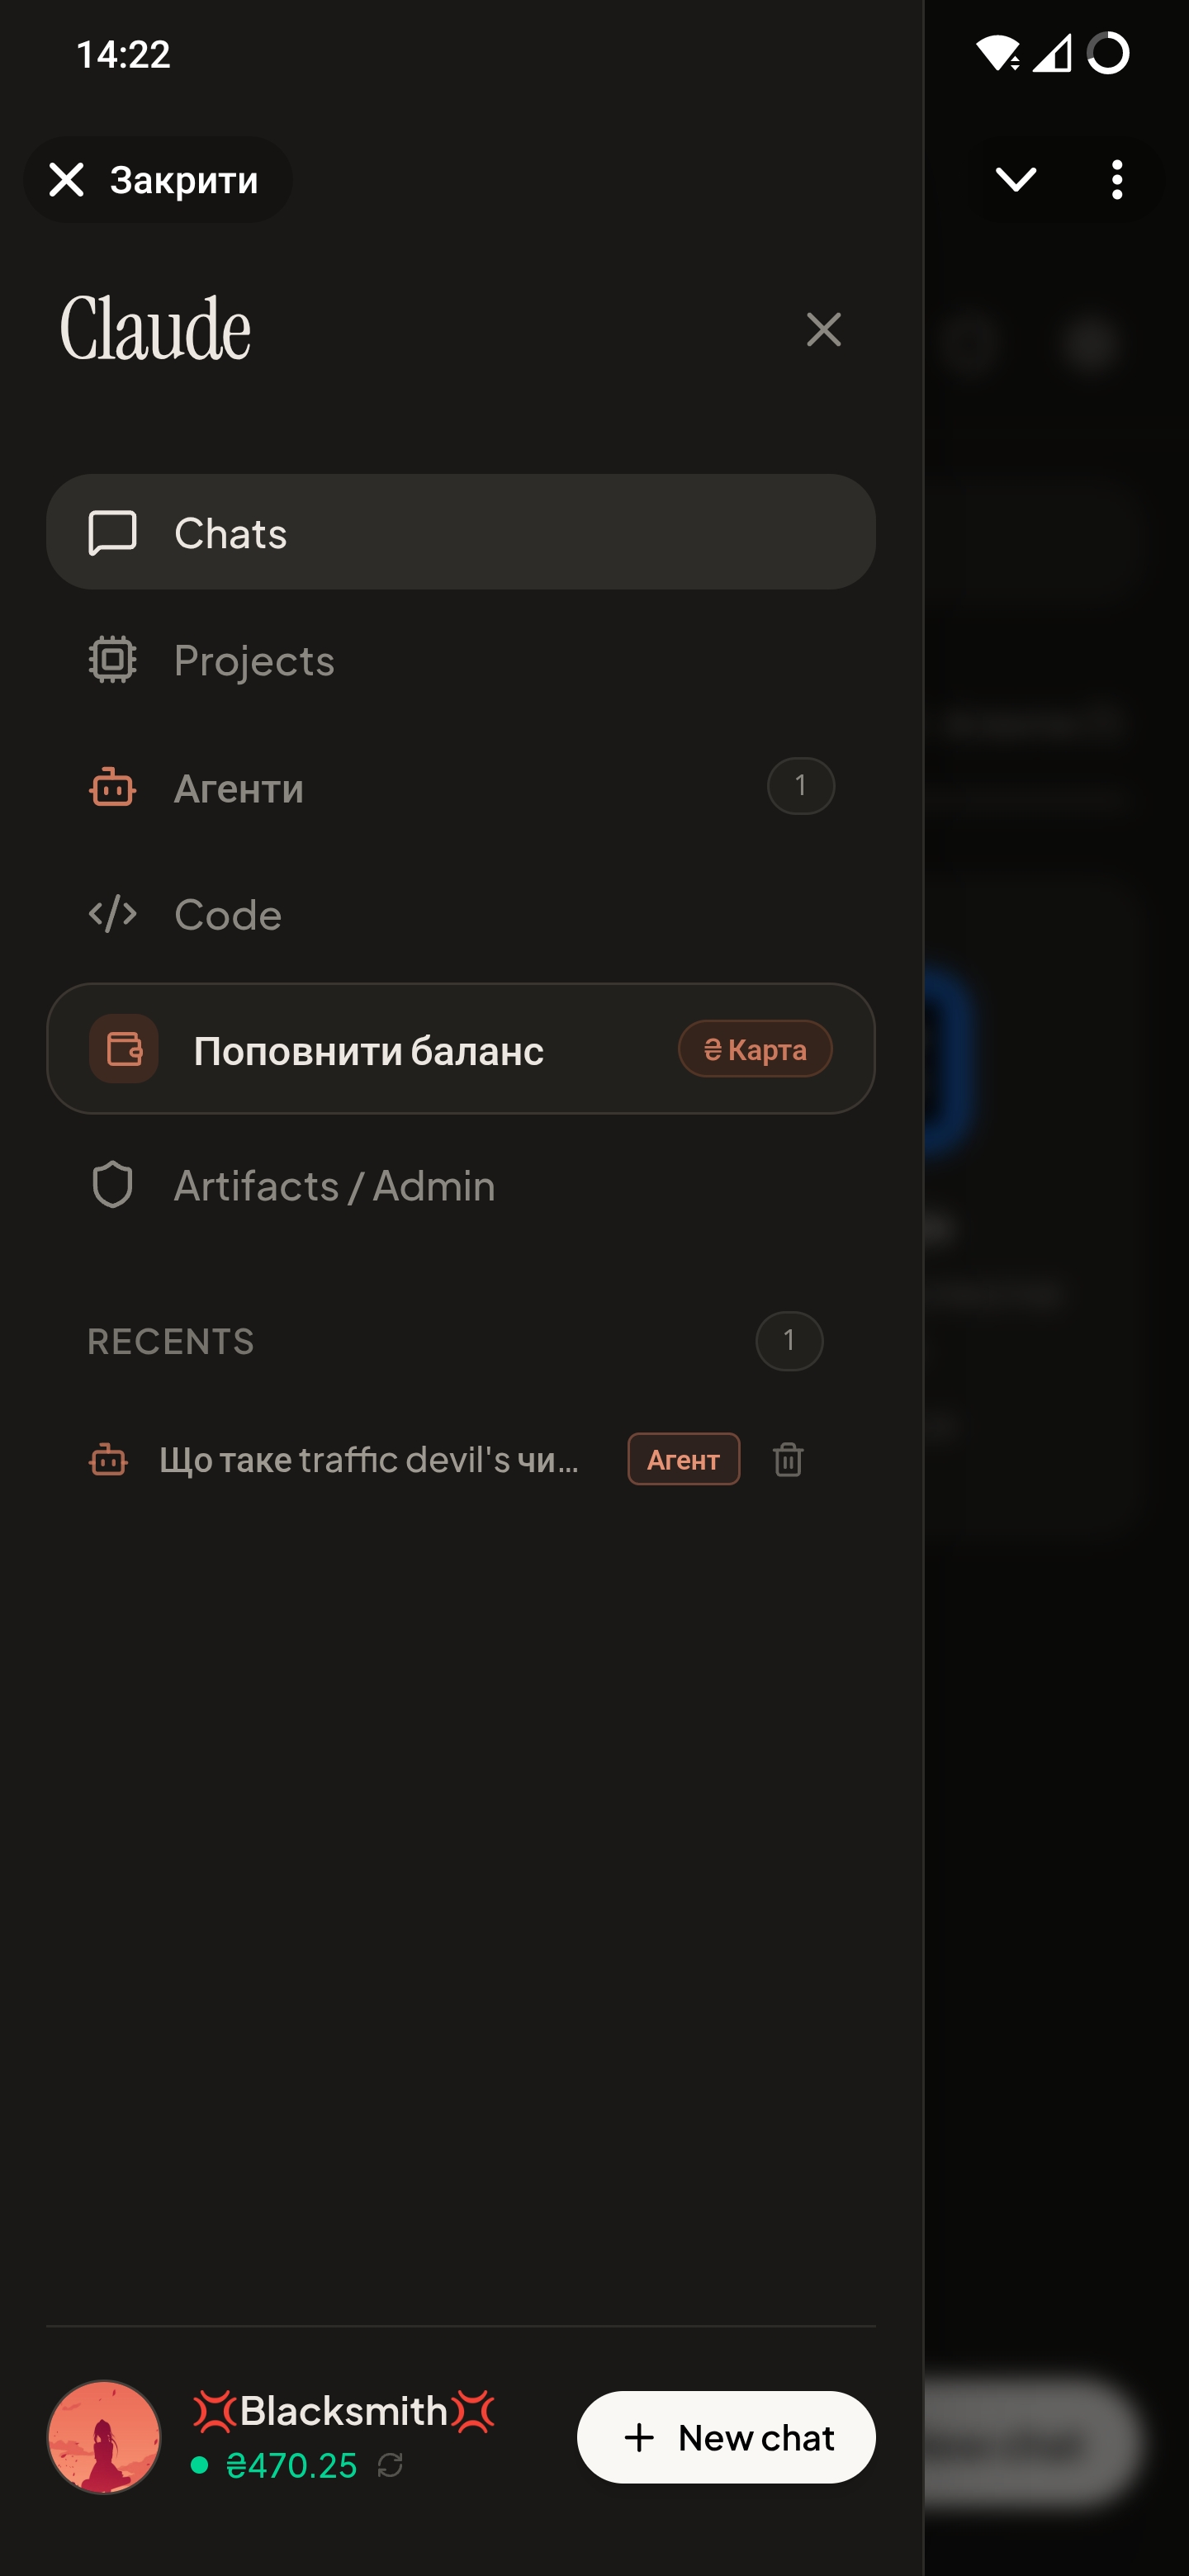 14:22
Закрити
Claude
Chats
Projects
Агенти 1
Code
Поповнити баланс ₴ Карта
Artifacts / Admin
RECENTS 1
Що таке traffic devil's чи... Агент
💢Blacksmith💢
₴470.25
New chat